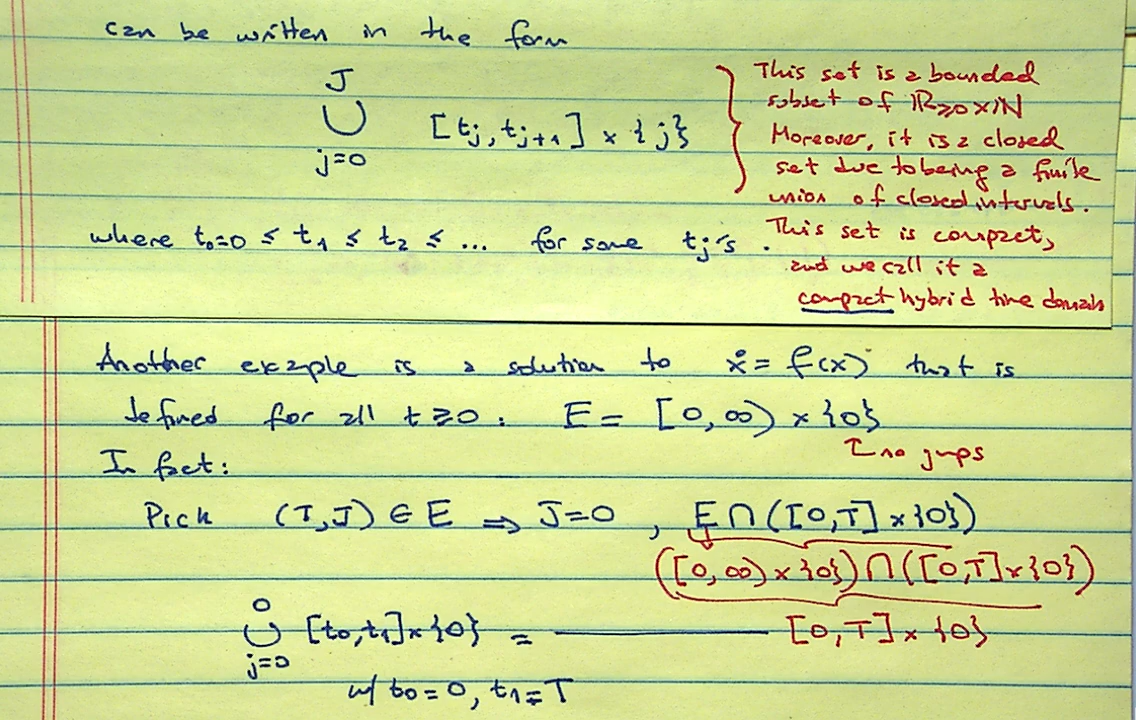 can be written in the form
J
∪ [t_j, t_{j+1}] × {j}
j=0
This set is a bounded
subset of ℝ≥0 × ℕ
Moreover, it is a closed
set due to being a finite
union of closed intervals.
where t₀=0 ≤ t₁ ≤ t₂ ≤ ... for some t_j's.
This set is compact,
and we call it a
compact hybrid time domain
Another example is a solution to ẋ = f(x) that is
defined for all t ≥ 0: E = [0,∞) × {0}
↑ no jumps
In fact:
Pick (T,J) ∈ E ⇒ J=0, E ∩ ([0,T] × {0})
([0,∞) × {0}) ∩ ([0,T] × {0})
0
∪ [t₀,t₁] × {0} = [0,T] × {0}
j=0
w/ t₀=0, t₁=T